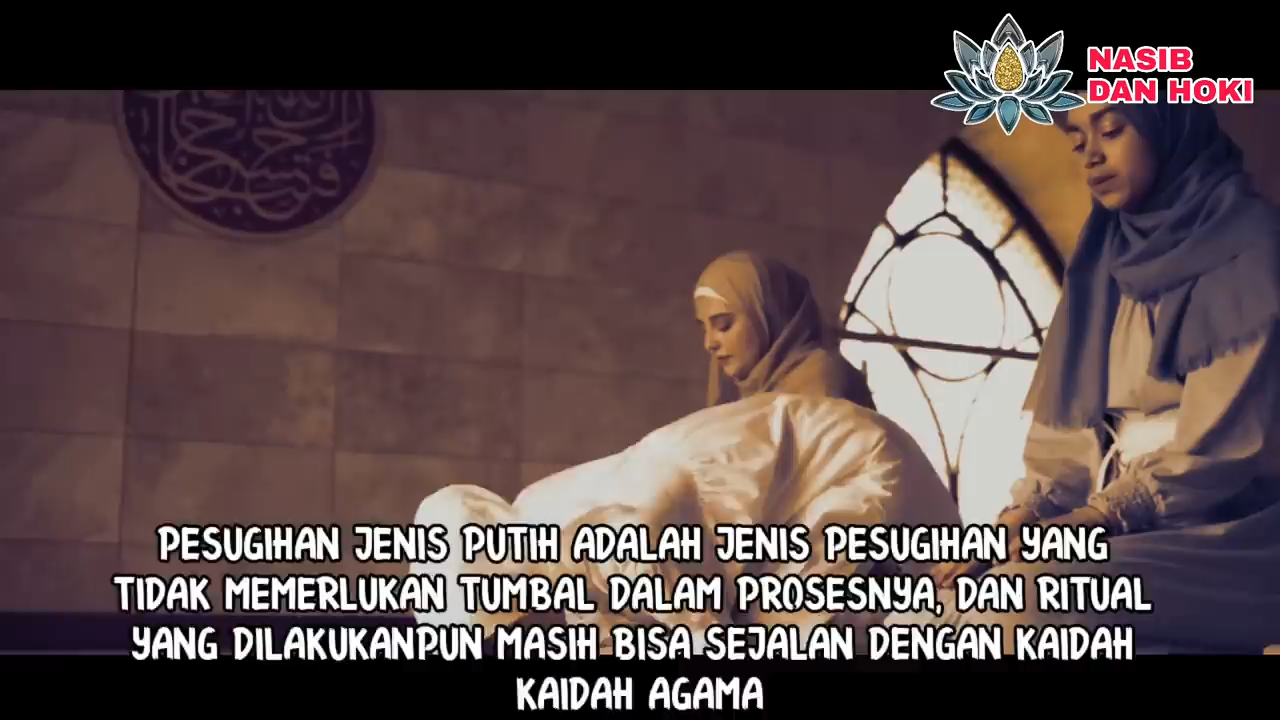 NASIB
DAN HOKI
PESUGIHAN JENIS PUTIH ADALAH JENIS PESUGIHAN YANG
TIDAK MEMERLUKAN TUMBAL DALAM PROSESNYA, DAN RITUAL
YANG DILAKUKANPUN MASIH BISA SEJALAN DENGAN KAIDAH
KAIDAH AGAMA